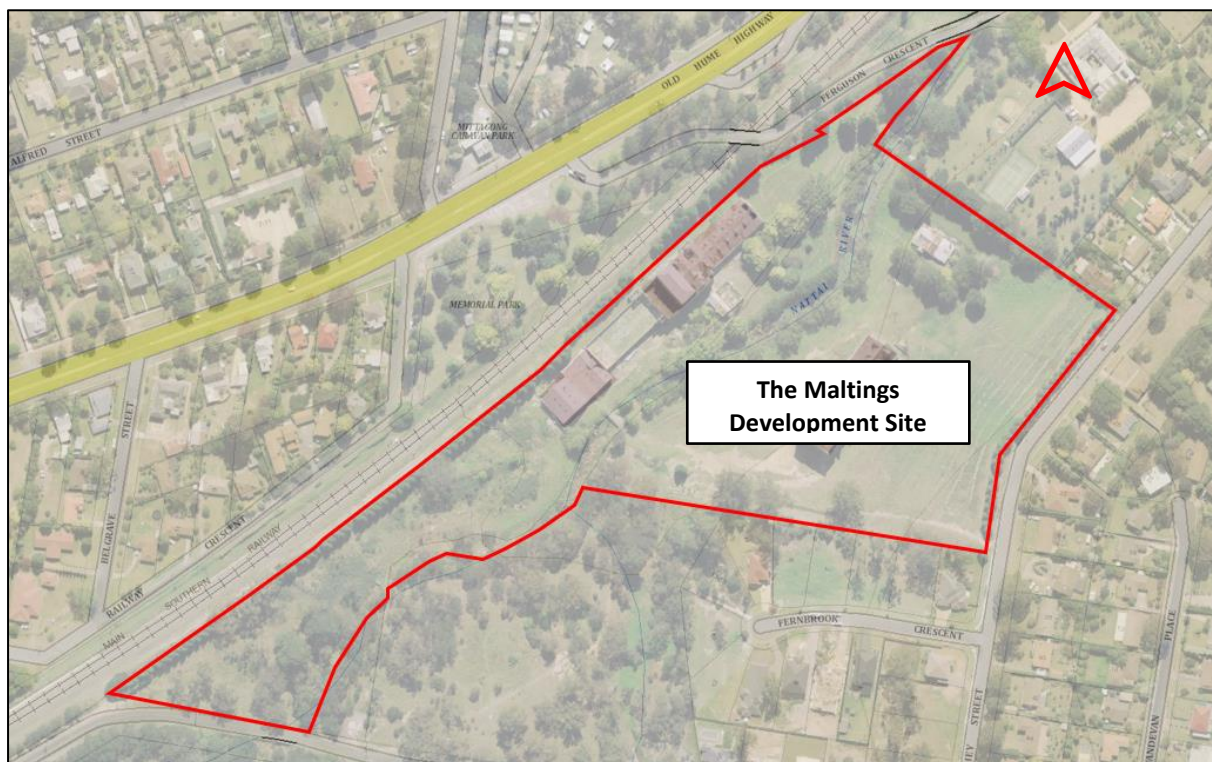 ALFRED STREET
OLD HUME HIGHWAY
FERGUSON CRESCENT
MITTAGONG
CARAVAN PARK
NATTAI RIVER
MEMORIAL PARK
The Maltings
Development Site
BELGRAVE STREET
RAILWAY CRESCENT
MAIN SOUTHERN RAILWAY
FERNBROOK CRESCENT
STREET
PLACE